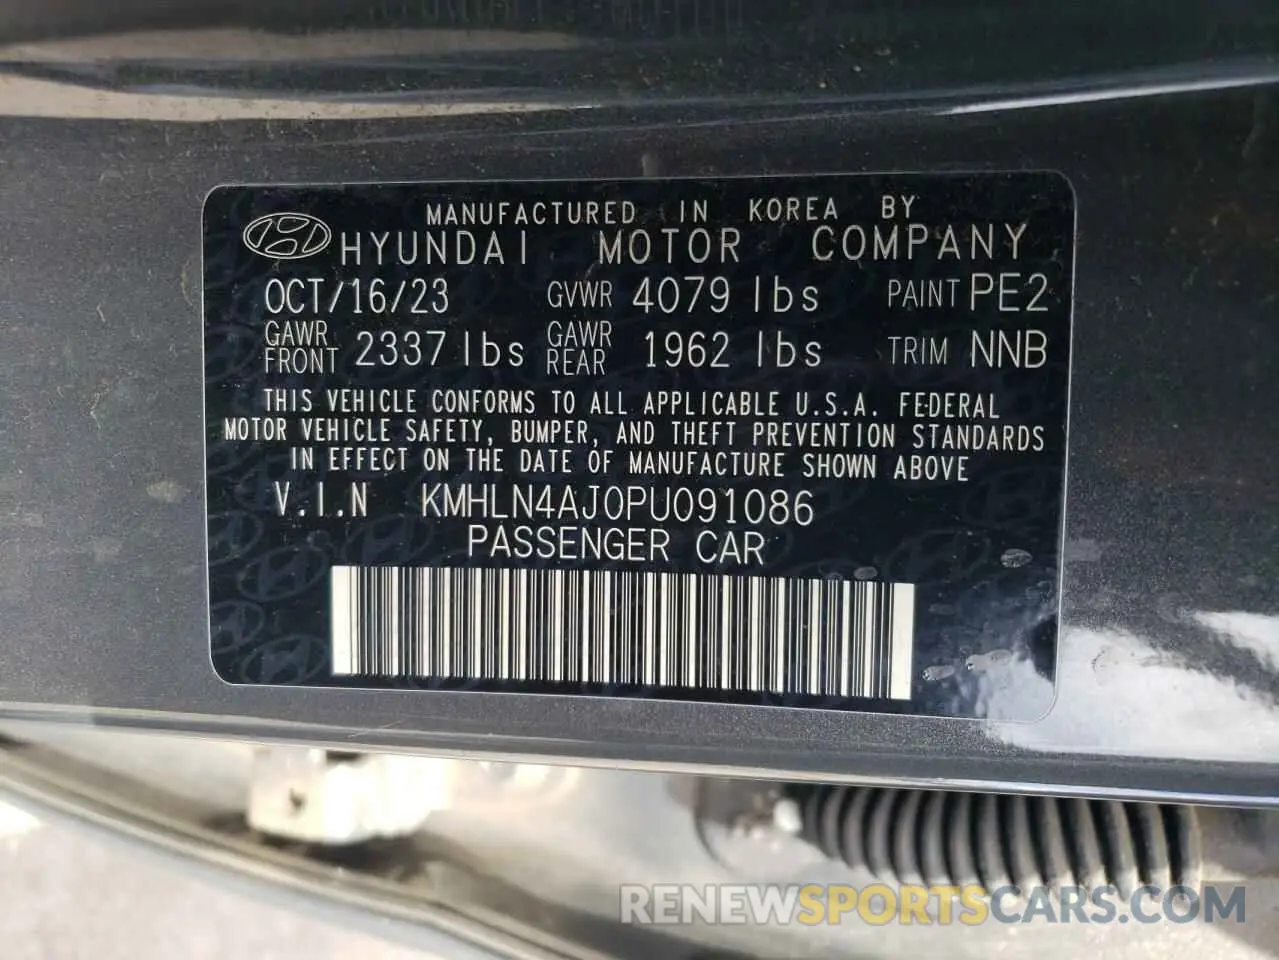 MANUFACTURED IN KOREA BY
HYUNDAI MOTOR COMPANY
OCT/16/23 GVWR 4079 lbs PAINT PE2
GAWR FRONT 2337 lbs GAWR REAR 1962 lbs TRIM NNB
THIS VEHICLE CONFORMS TO ALL APPLICABLE U.S.A. FEDERAL
MOTOR VEHICLE SAFETY, BUMPER, AND THEFT PREVENTION STANDARDS
IN EFFECT ON THE DATE OF MANUFACTURE SHOWN ABOVE
V.I.N KMHLN4AJ0PU091086
PASSENGER CAR
RENEWSPORTSCARS.COM